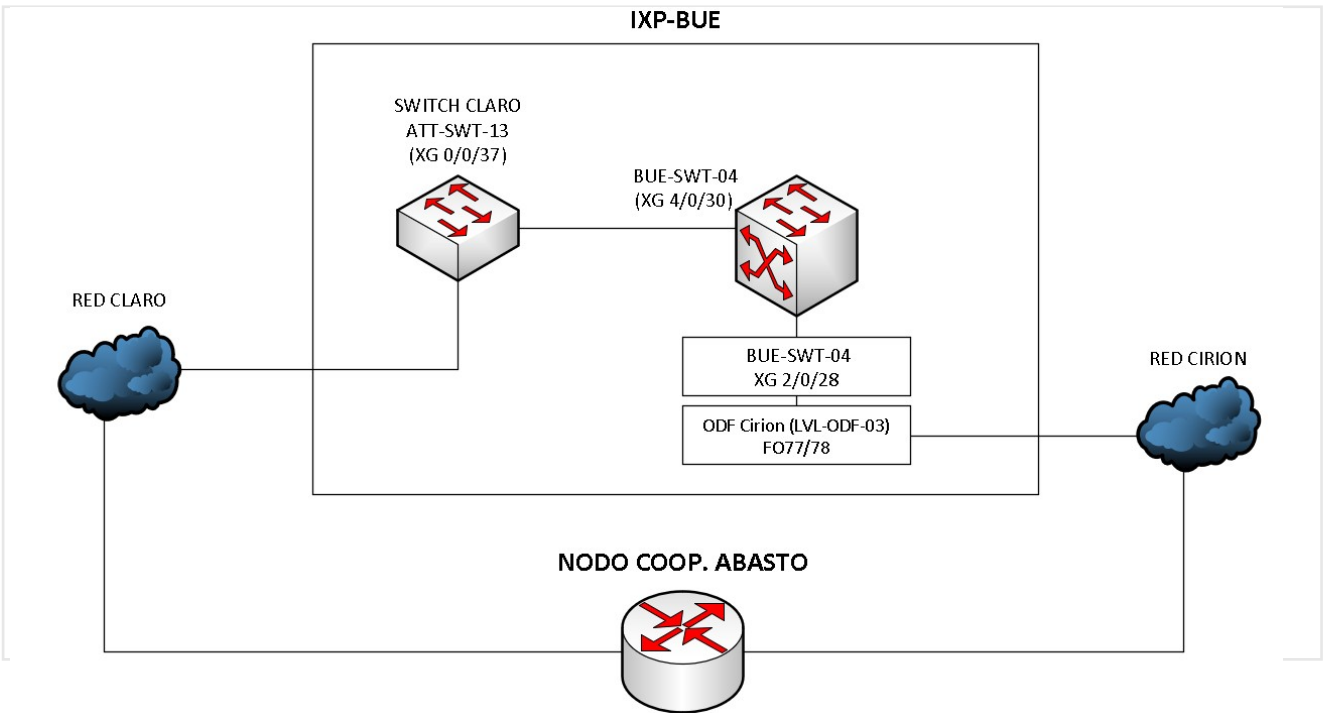 IXP-BUE
SWITCH CLARO
ATT-SWT-13
(XG 0/0/37)
BUE-SWT-04
(XG 4/0/30)
RED CLARO
BUE-SWT-04
XG 2/0/28
RED CIRION
ODF Cirion (LVL-ODF-03)
FO77/78
NODO COOP. ABASTO